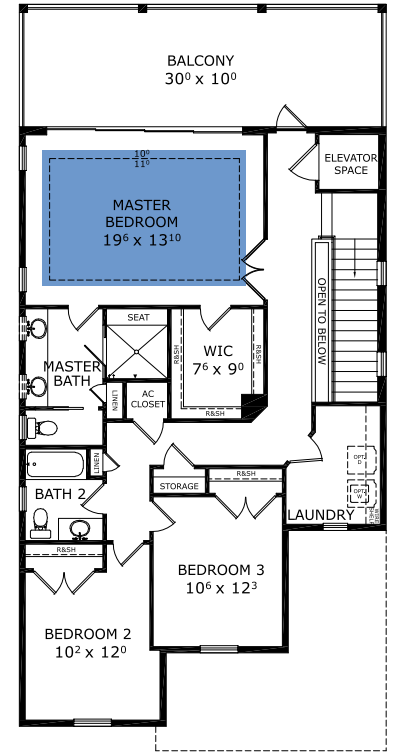 BALCONY
30⁰ x 10⁰
ELEVATOR
SPACE
10⁰
11⁰
MASTER
BEDROOM
19⁶ x 13¹⁰
OPEN TO BELOW
SEAT
MASTER
BATH
R&SH
WIC
7⁶ x 9⁰
R&SH
R&SH
LINEN
AC
CLOSET
LINEN
BATH 2
STORAGE
R&SH
OPT.
D
OPT.
W
LAUNDRY
R&SH
BEDROOM 3
10⁶ x 12³
BEDROOM 2
10² x 12⁰